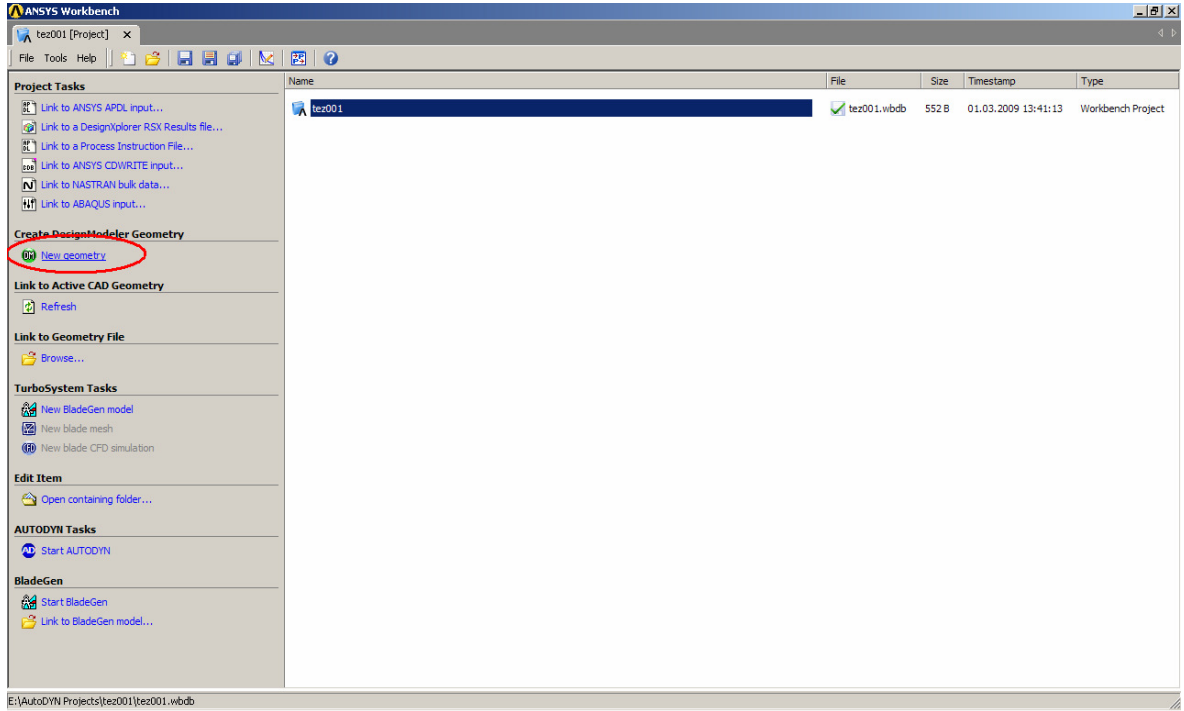 ANSYS Workbench
tez001 [Project]
File Tools Help
Project Tasks
Link to ANSYS APDL input...
Link to a DesignXplorer RSX Results file...
Link to a Process Instruction File...
Link to ANSYS CDWRITE input...
Link to NASTRAN bulk data...
Link to ABAQUS input...
Create DesignModeler Geometry
New geometry
Link to Active CAD Geometry
Refresh
Link to Geometry File
Browse...
TurboSystem Tasks
New BladeGen model
New blade mesh
New blade CFD simulation
Edit Item
Open containing folder...
AUTODYN Tasks
Start AUTODYN
BladeGen
Start BladeGen
Link to BladeGen model...
Name File Size Timestamp Type
tez001 tez001.wbdb 552 B 01.03.2009 13:41:13 Workbench Project
E:\AutoDYN Projects\tez001\tez001.wbdb